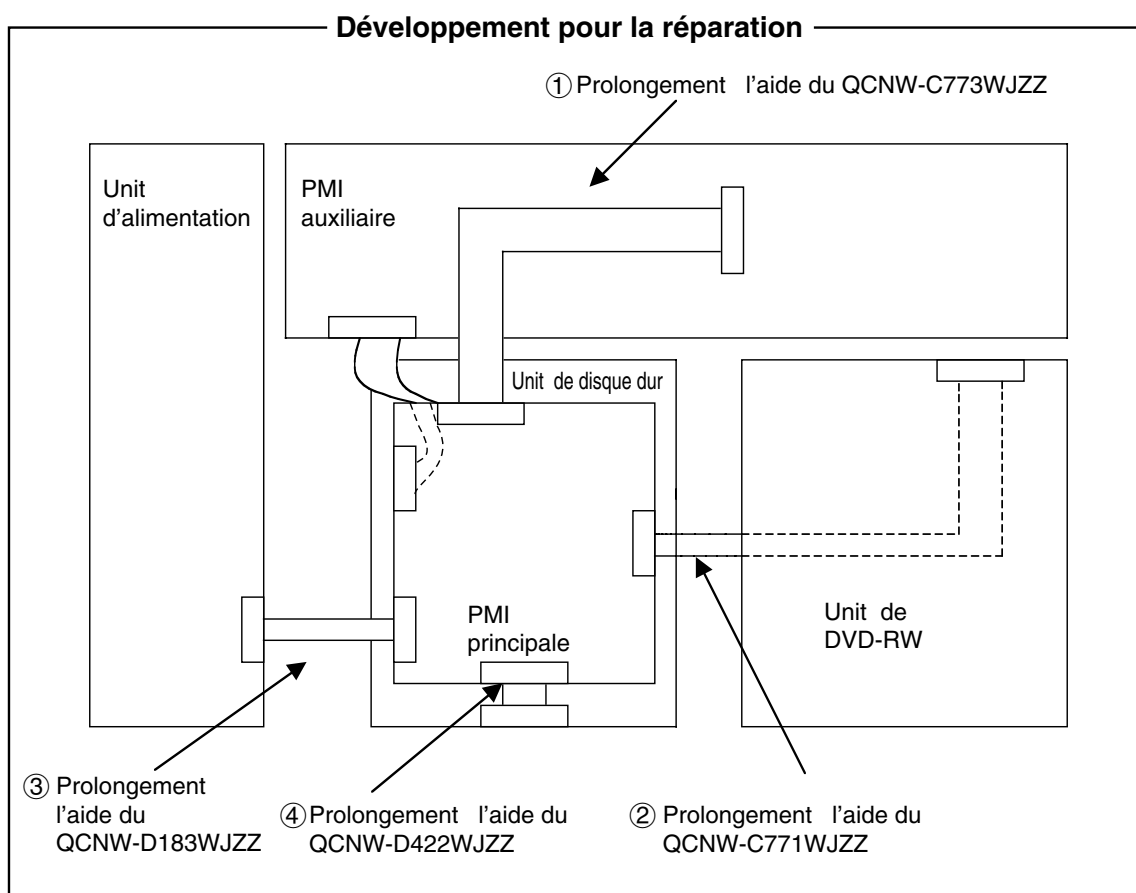 Développement pour la réparation
① Prolongement l'aide du QCNW-C773WJZZ
Unit
d'alimentation
PMI
auxiliaire
Unit de disque dur
PMI
principale
Unit de
DVD-RW
③ Prolongement
l'aide du
QCNW-D183WJZZ
④ Prolongement l'aide du
QCNW-D422WJZZ
② Prolongement l'aide du
QCNW-C771WJZZ